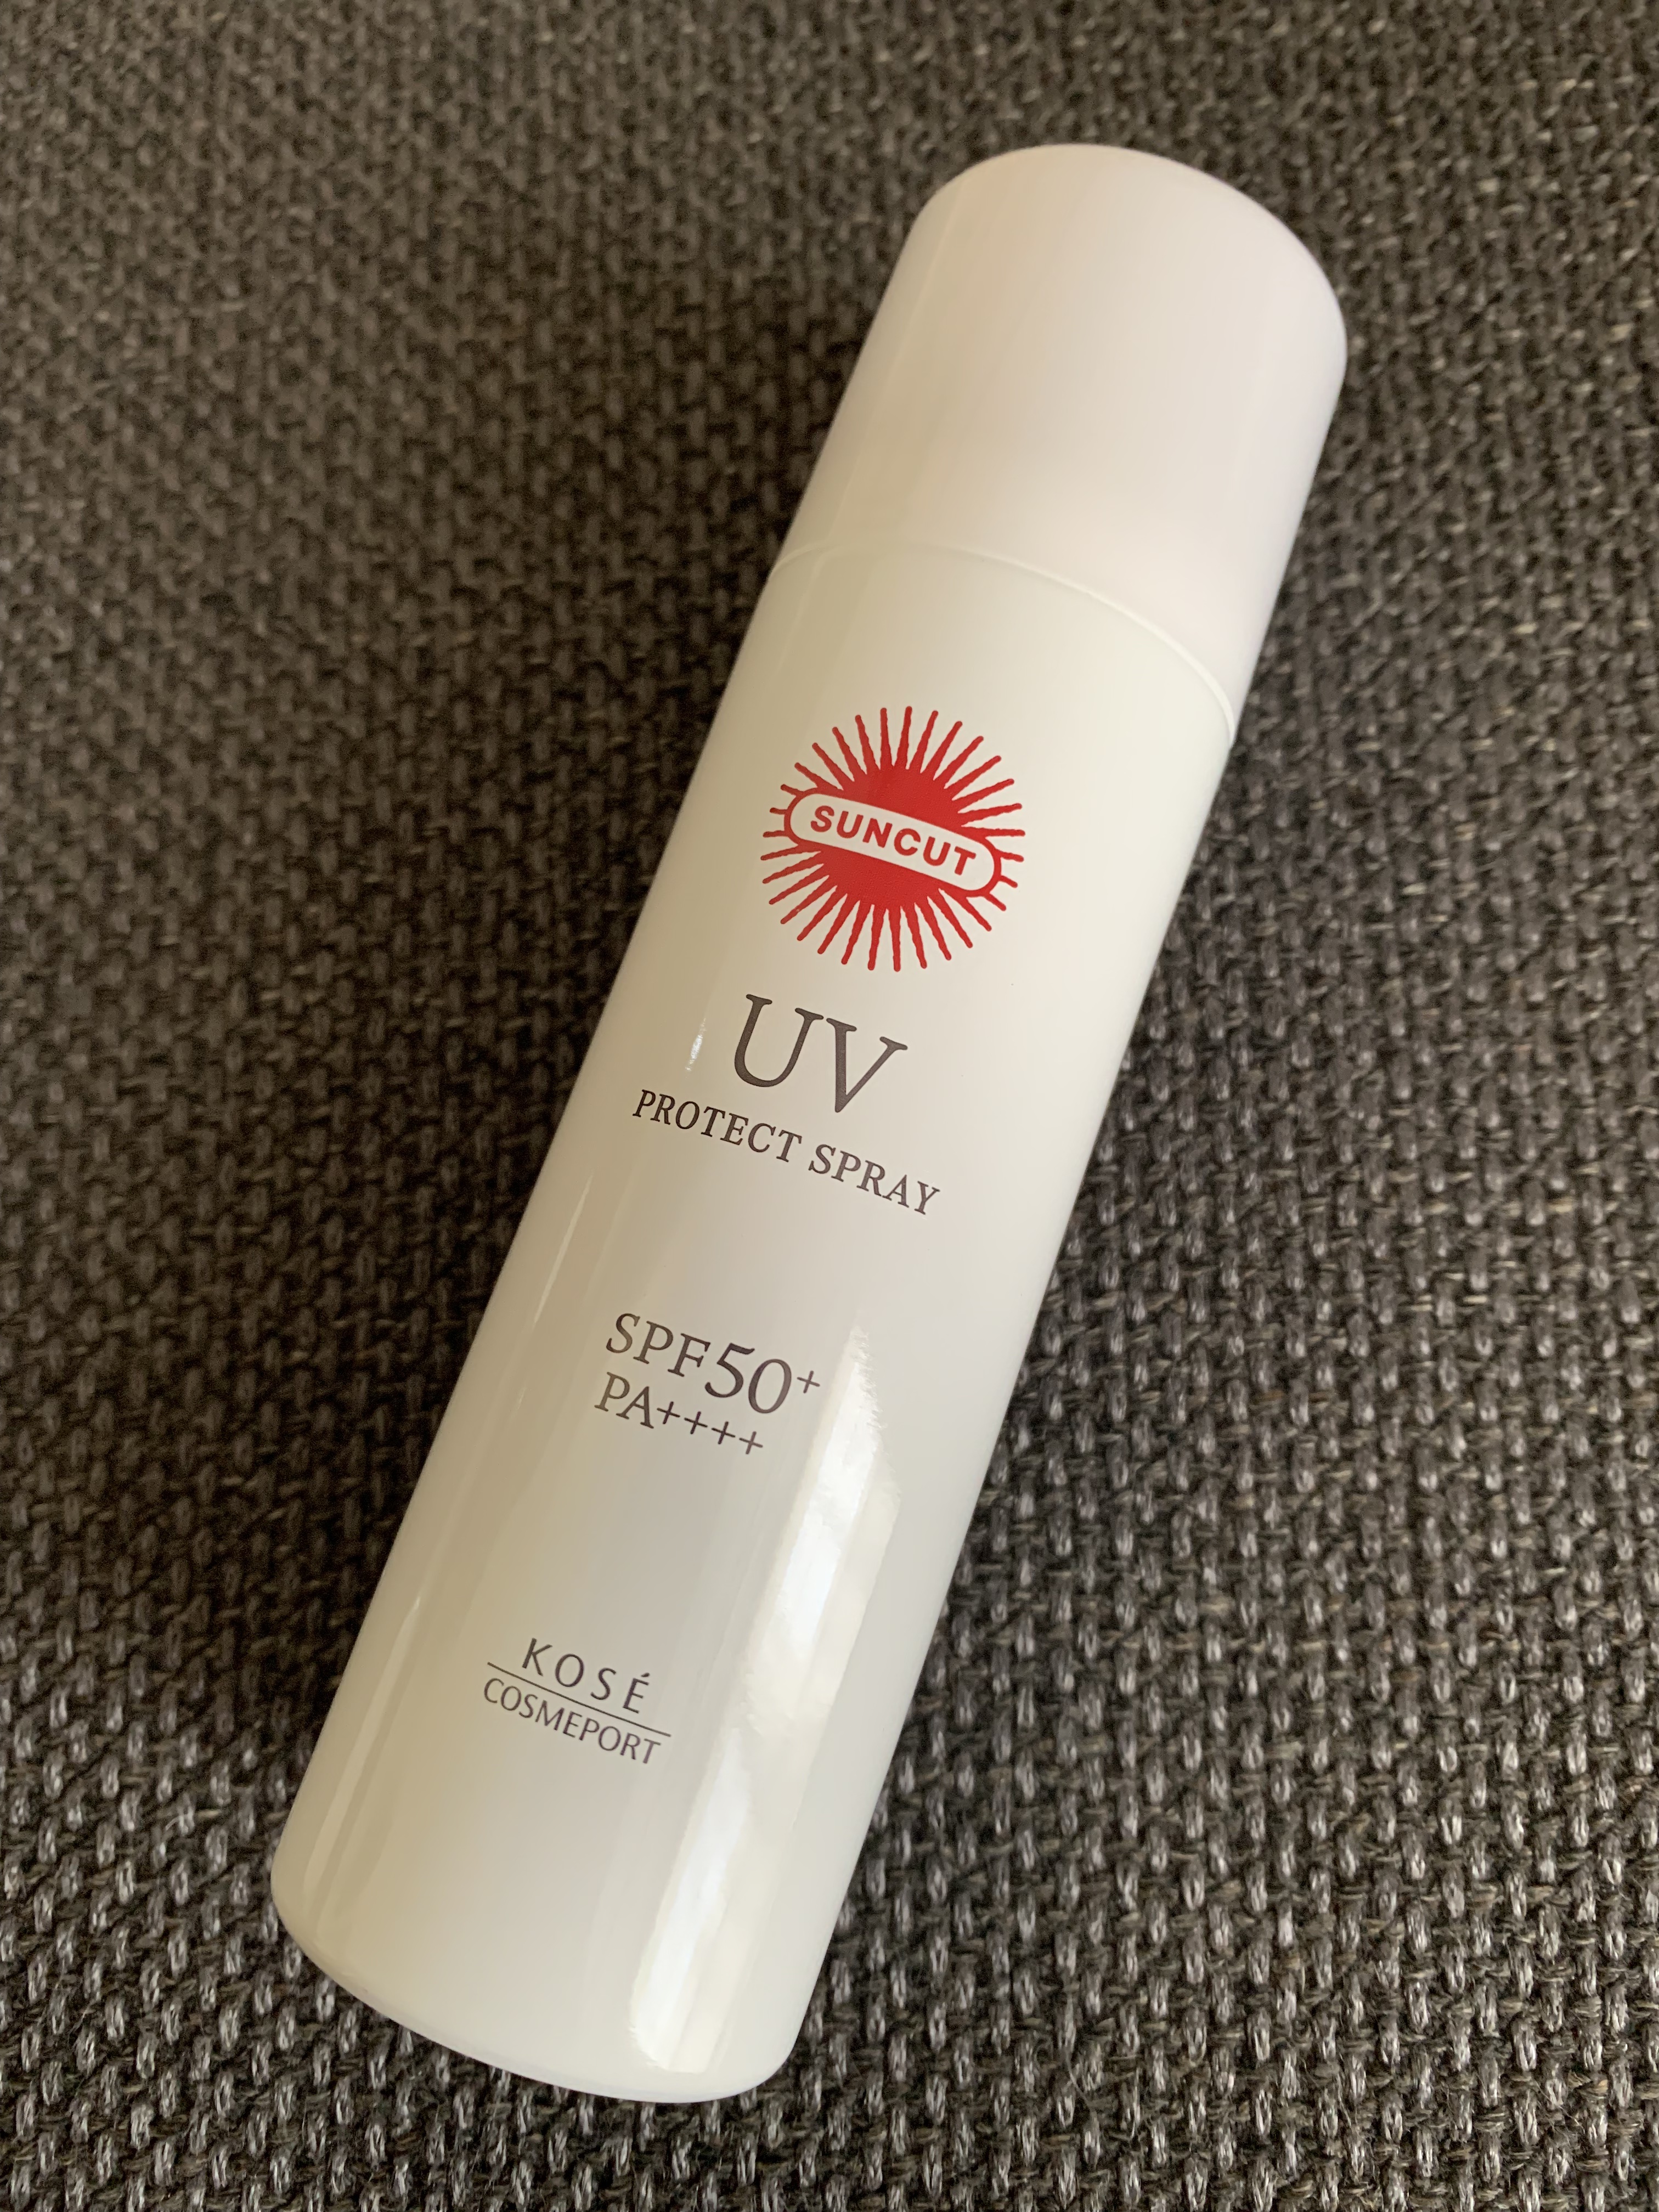 SUNCUT
UV
PROTECT SPRAY
SPF50+
PA++++
KOSÉ
COSMEPORT